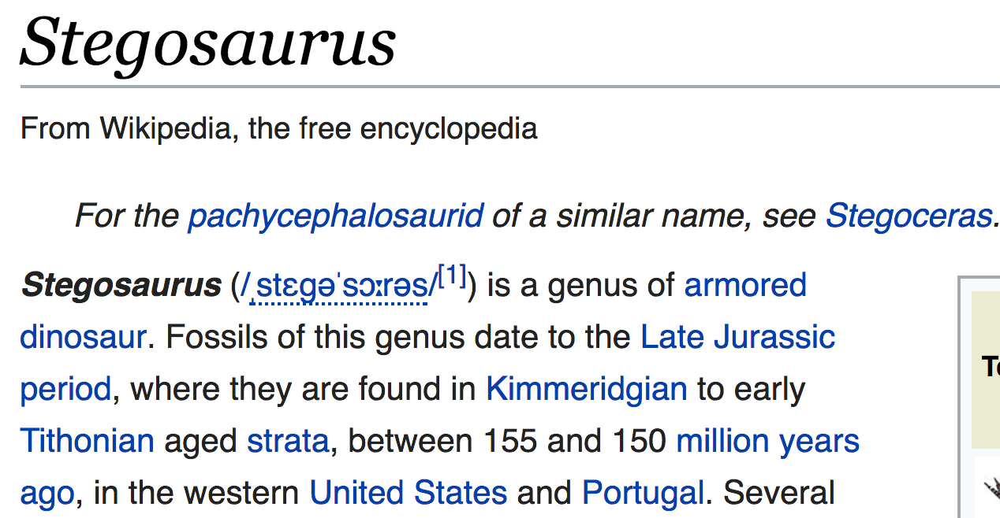 Stegosaurus
From Wikipedia, the free encyclopedia
For the pachycephalosaurid of a similar name, see Stegoceras.
Stegosaurus (/ˌstɛɡəˈsɔːrəs/[1]) is a genus of armored
dinosaur. Fossils of this genus date to the Late Jurassic
period, where they are found in Kimmeridgian to early
Tithonian aged strata, between 155 and 150 million years
ago, in the western United States and Portugal. Several